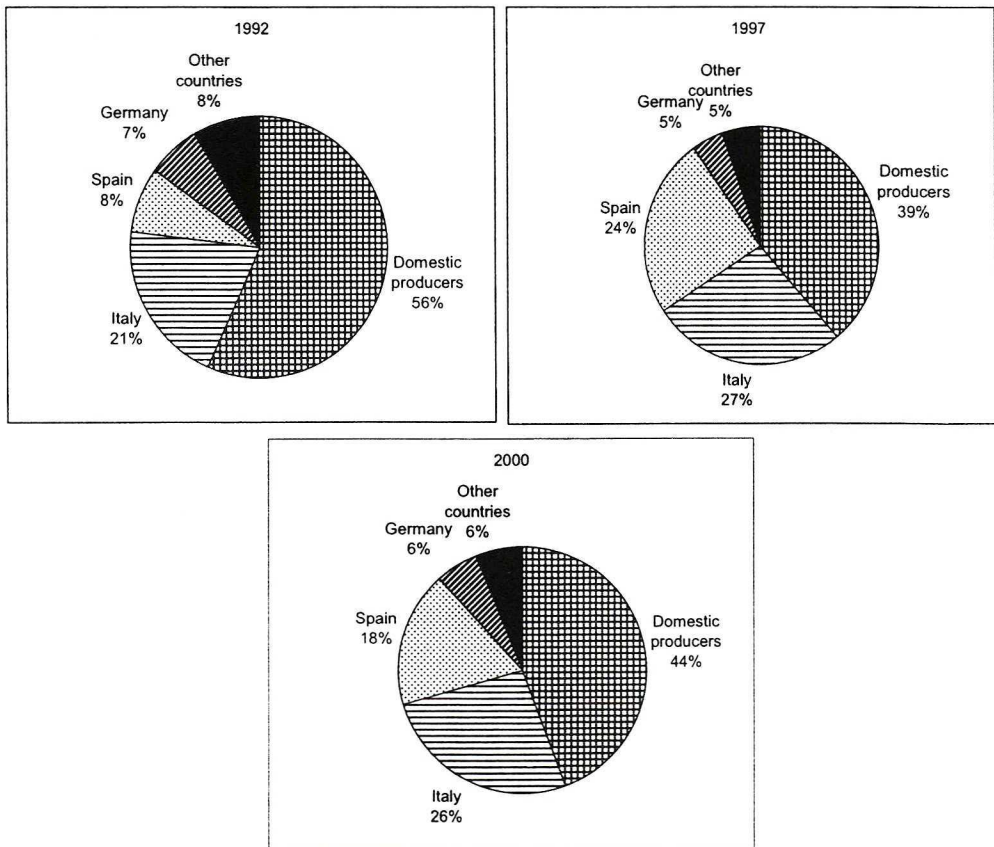 1992
Other
countries
8%
Germany
7%
Spain
8%
Italy
21%
Domestic
producers
56%
1997
Other
countries
5%
Germany
5%
Spain
24%
Italy
27%
Domestic
producers
39%
2000
Other
countries
6%
Germany
6%
Spain
18%
Italy
26%
Domestic
producers
44%